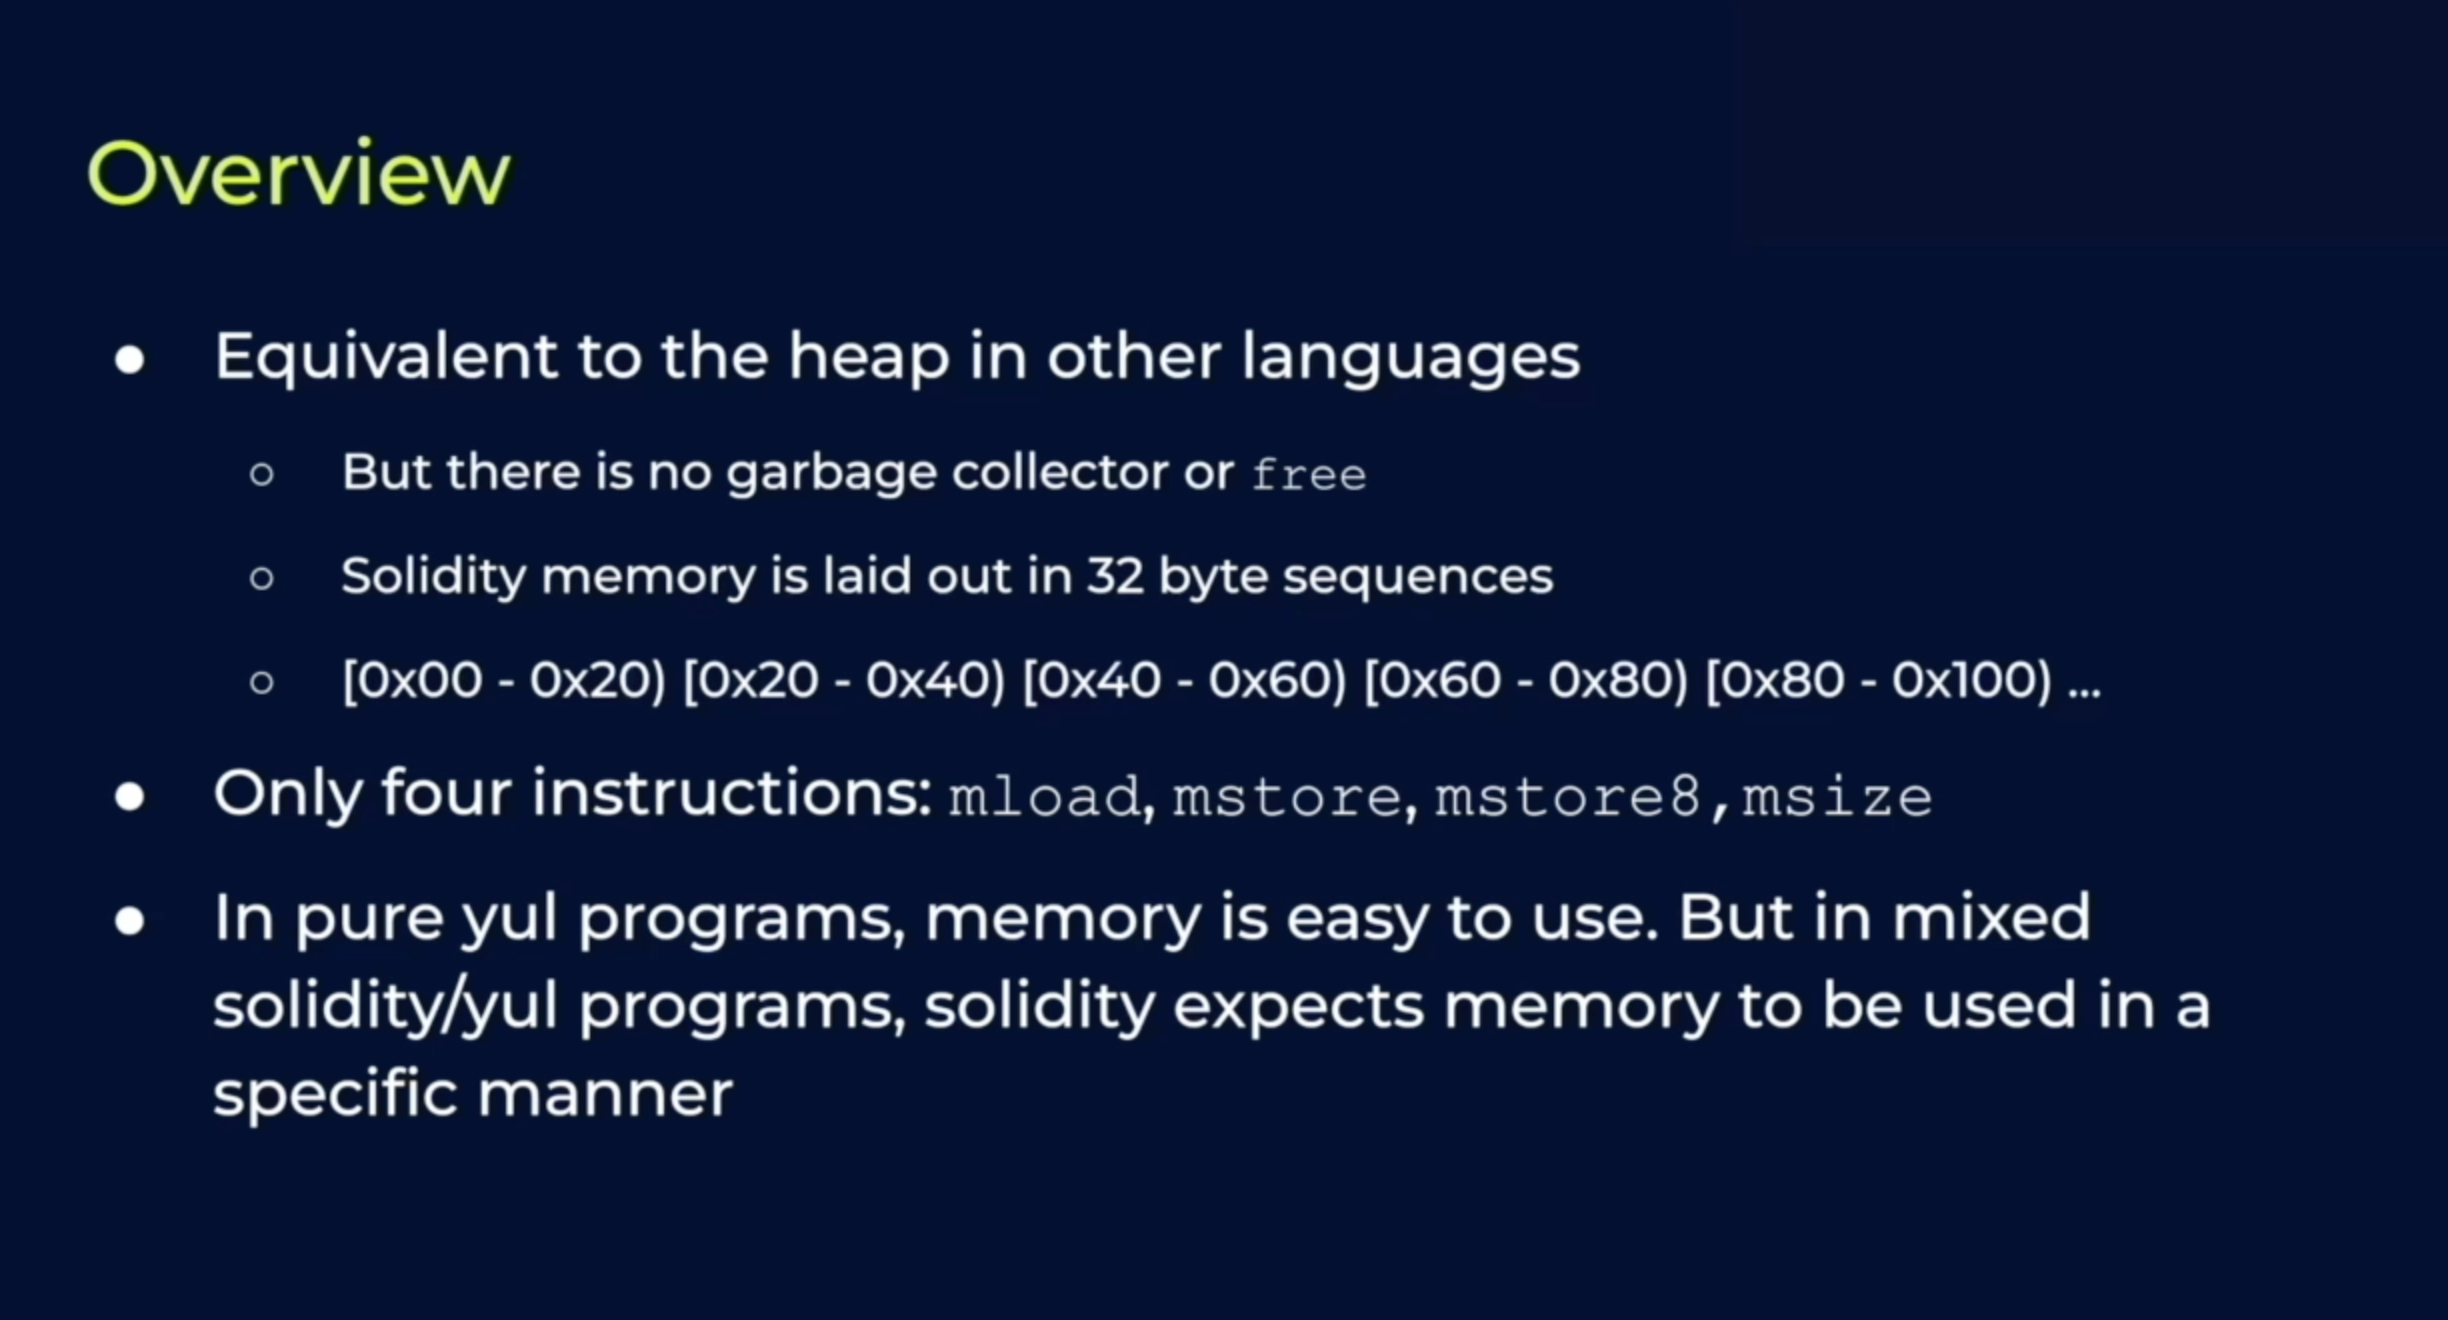 Overview
● Equivalent to the heap in other languages
○ But there is no garbage collector or free
○ Solidity memory is laid out in 32 byte sequences
○ [0x00 - 0x20) [0x20 - 0x40) [0x40 - 0x60) [0x60 - 0x80) [0x80 - 0x100) ...
● Only four instructions: mload, mstore, mstore8,msize
● In pure yul programs, memory is easy to use. But in mixed
solidity/yul programs, solidity expects memory to be used in a
specific manner